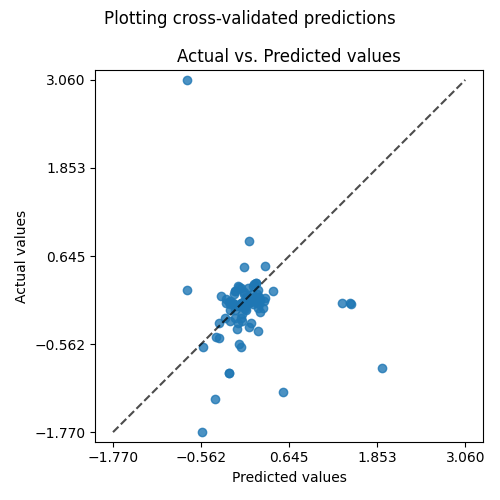 Plotting cross-validated predictions
Actual vs. Predicted values
3.060
1.853
0.645
−0.562
−1.770
Actual values
−1.770 −0.562 0.645 1.853 3.060
Predicted values